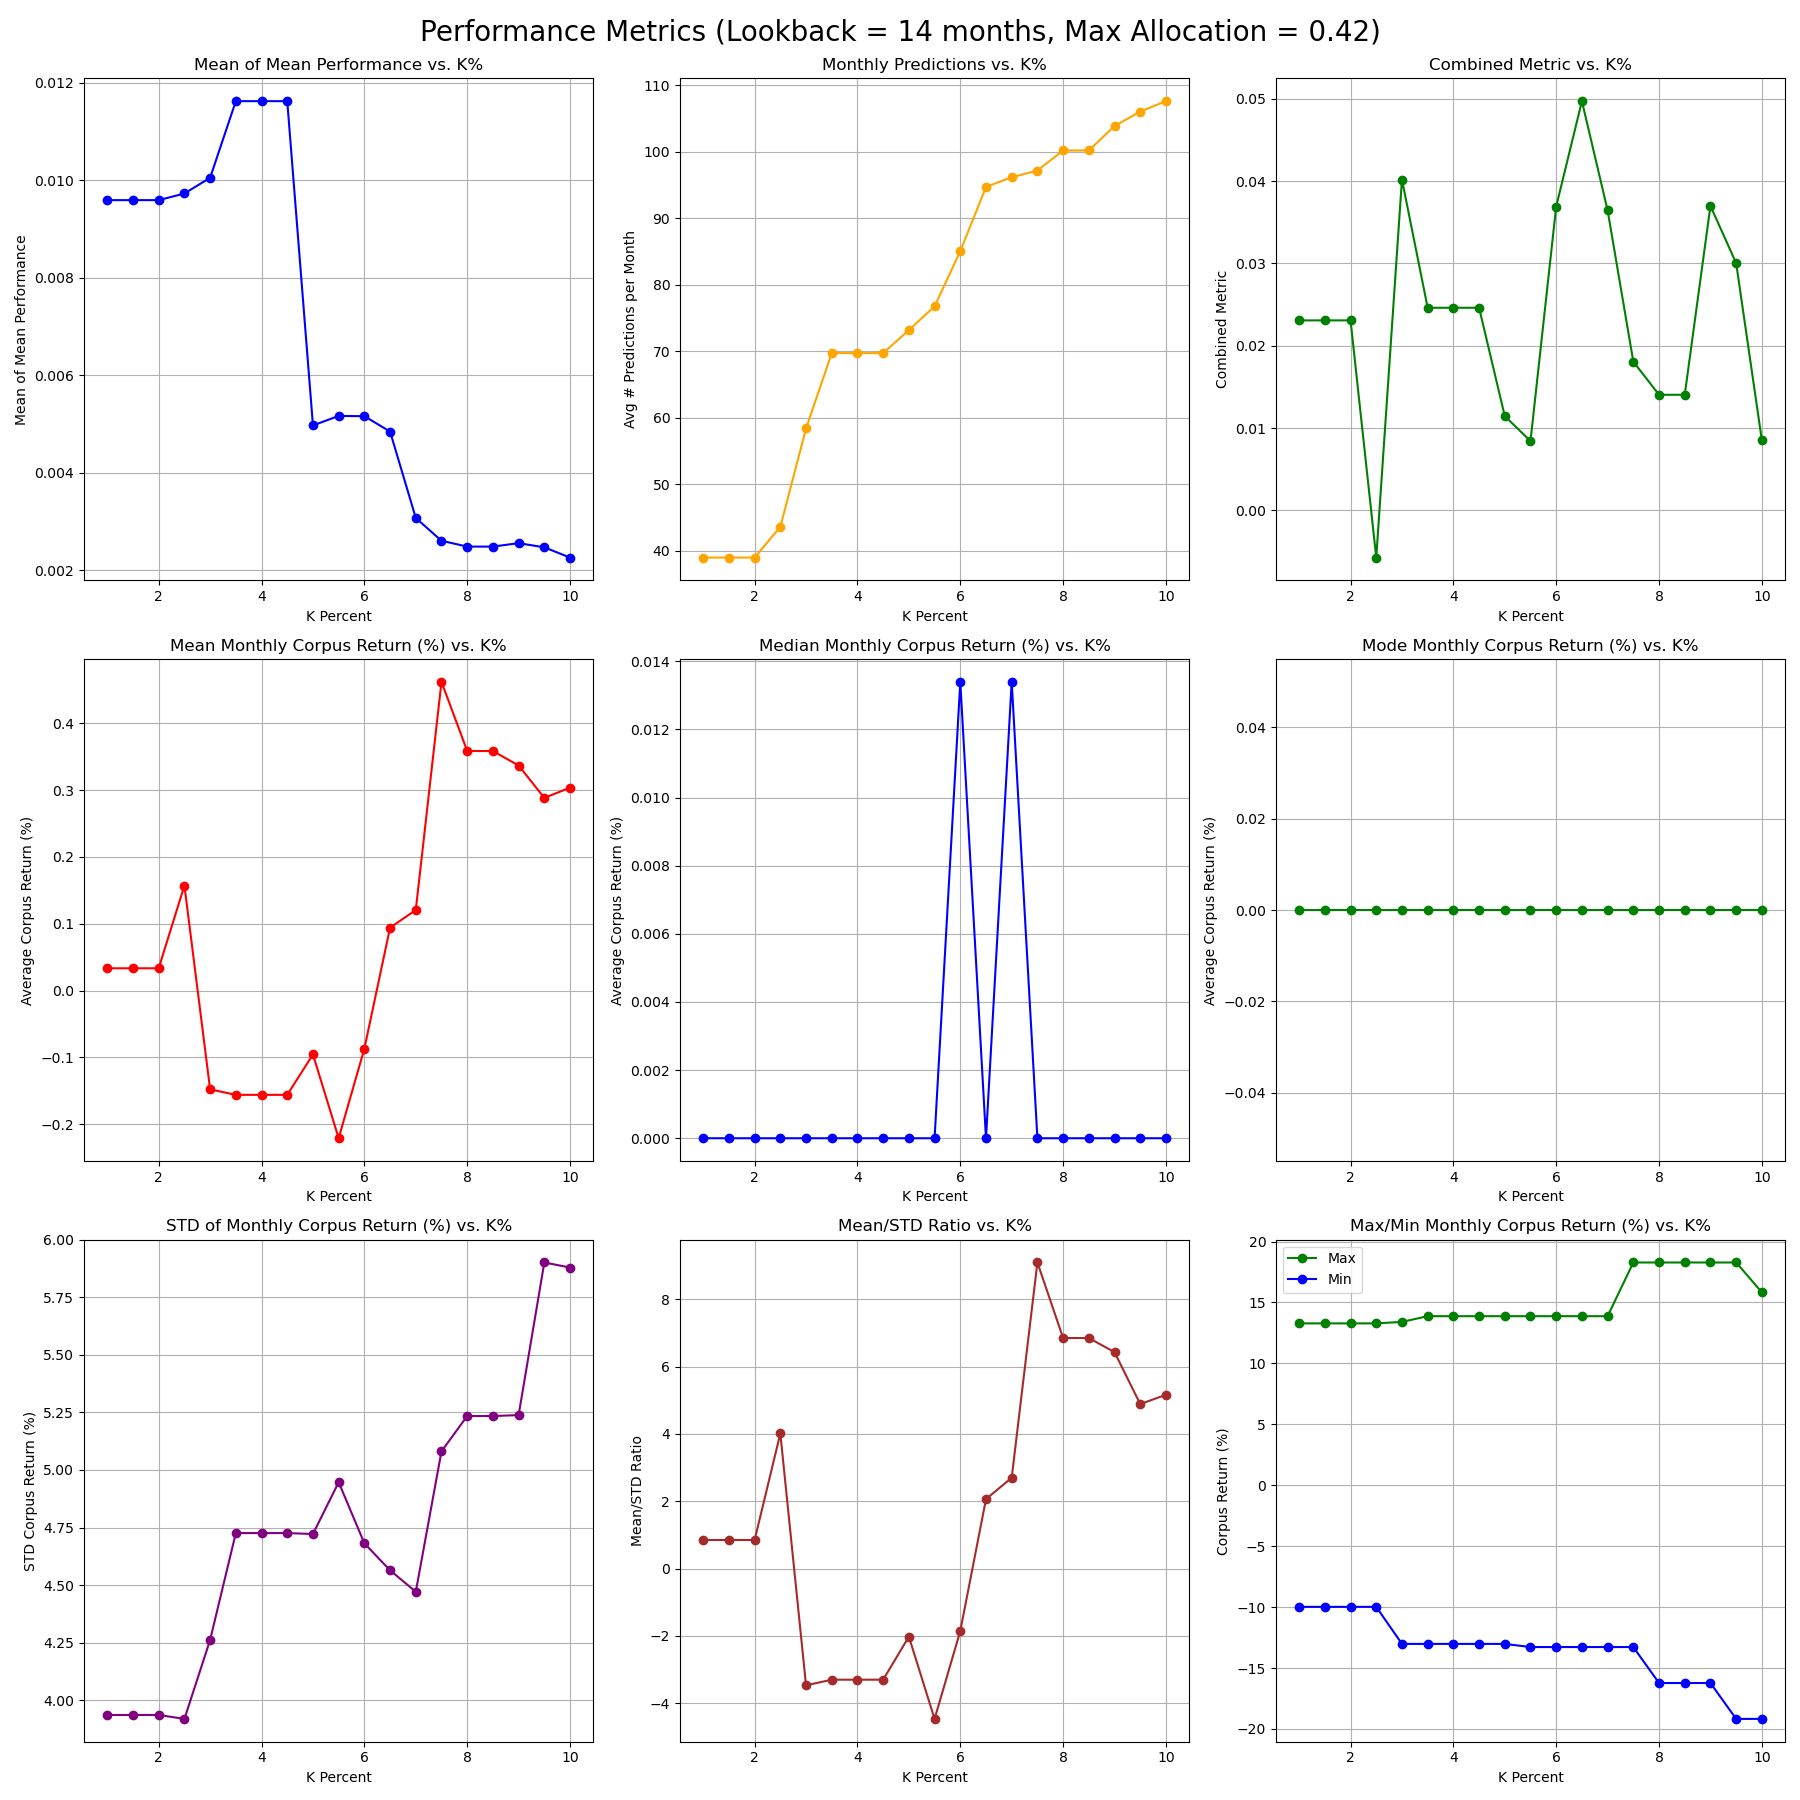 Performance Metrics (Lookback = 14 months, Max Allocation = 0.42)
Mean of Mean Performance vs. K%
Mean of Mean Performance
0.012
0.010
0.008
0.006
0.004
0.002
2 4 6 8 10
K Percent
Monthly Predictions vs. K%
Avg # Predictions per Month
110
100
90
80
70
60
50
40
2 4 6 8 10
K Percent
Combined Metric vs. K%
Combined Metric
0.05
0.04
0.03
0.02
0.01
0.00
2 4 6 8 10
K Percent
Mean Monthly Corpus Return (%) vs. K%
Average Corpus Return (%)
0.4
0.3
0.2
0.1
0.0
−0.1
−0.2
2 4 6 8 10
K Percent
Median Monthly Corpus Return (%) vs. K%
Average Corpus Return (%)
0.014
0.012
0.010
0.008
0.006
0.004
0.002
0.000
2 4 6 8 10
K Percent
Mode Monthly Corpus Return (%) vs. K%
Average Corpus Return (%)
0.04
0.02
0.00
−0.02
−0.04
2 4 6 8 10
K Percent
STD of Monthly Corpus Return (%) vs. K%
STD Corpus Return (%)
6.00
5.75
5.50
5.25
5.00
4.75
4.50
4.25
4.00
2 4 6 8 10
K Percent
Mean/STD Ratio vs. K%
Mean/STD Ratio
8
6
4
2
0
−2
−4
2 4 6 8 10
K Percent
Max/Min Monthly Corpus Return (%) vs. K%
Corpus Return (%)
Max
Min
20
15
10
5
0
−5
−10
−15
−20
2 4 6 8 10
K Percent